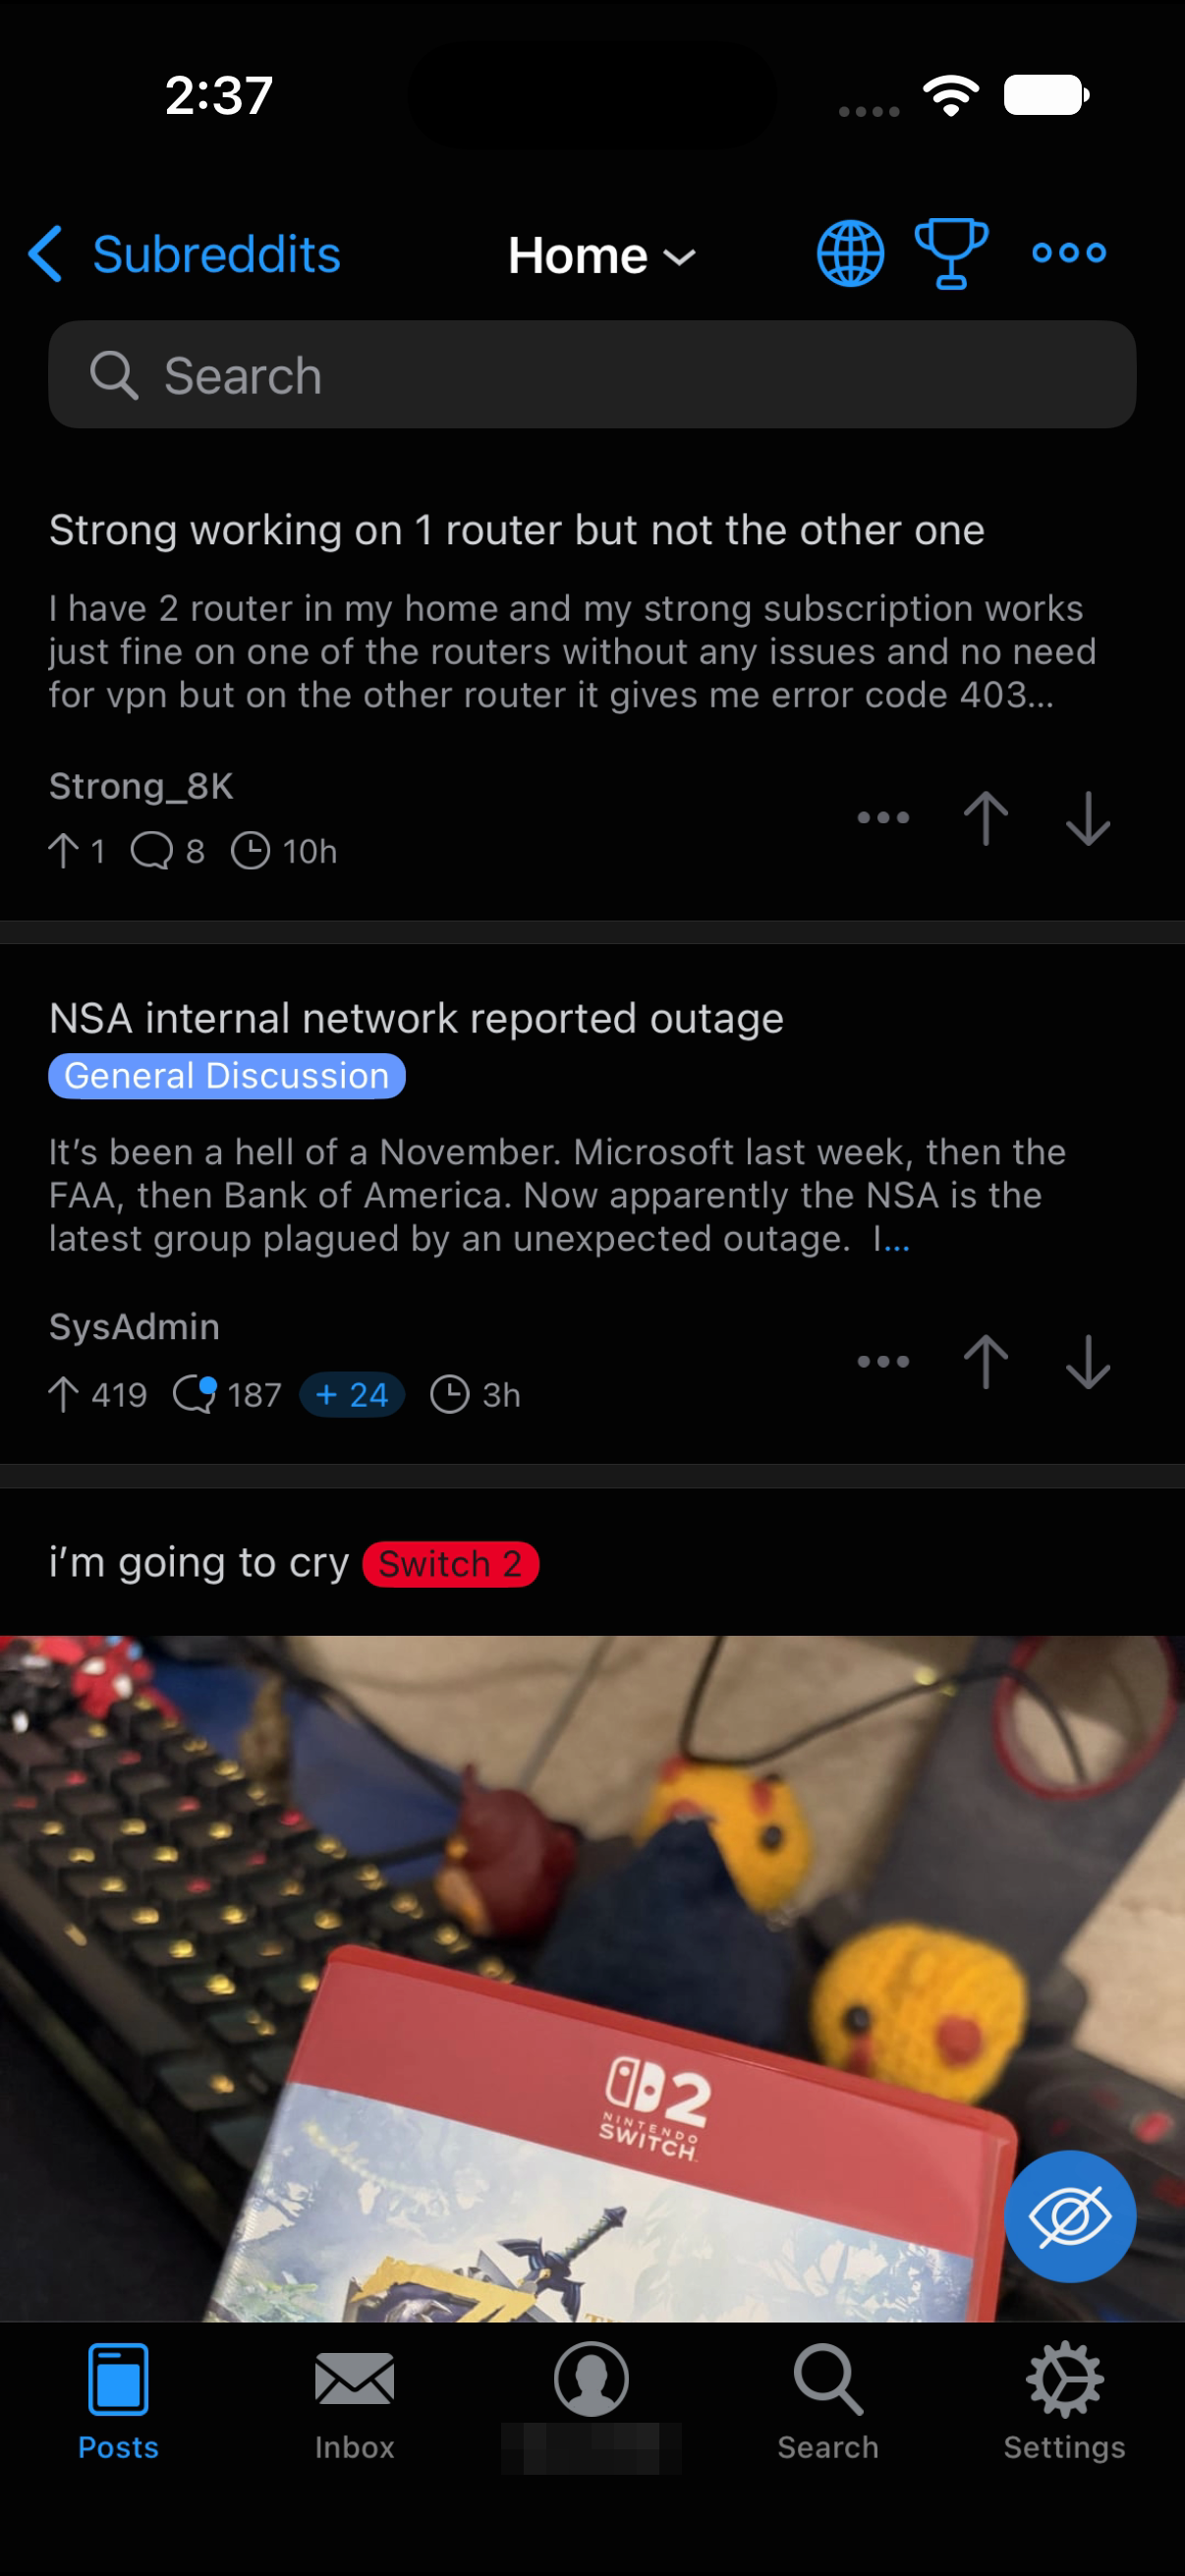 2:37
Subreddits
Home
Search
Strong working on 1 router but not the other one
I have 2 router in my home and my strong subscription works
just fine on one of the routers without any issues and no need
for vpn but on the other router it gives me error code 403...
Strong_8K
1 8 10h
NSA internal network reported outage
General Discussion
It's been a hell of a November. Microsoft last week, then the
FAA, then Bank of America. Now apparently the NSA is the
latest group plagued by an unexpected outage. I...
SysAdmin
419 187 + 24 3h
i'm going to cry Switch 2
2
NINTENDO
SWITCH
Posts
Inbox
Search
Settings